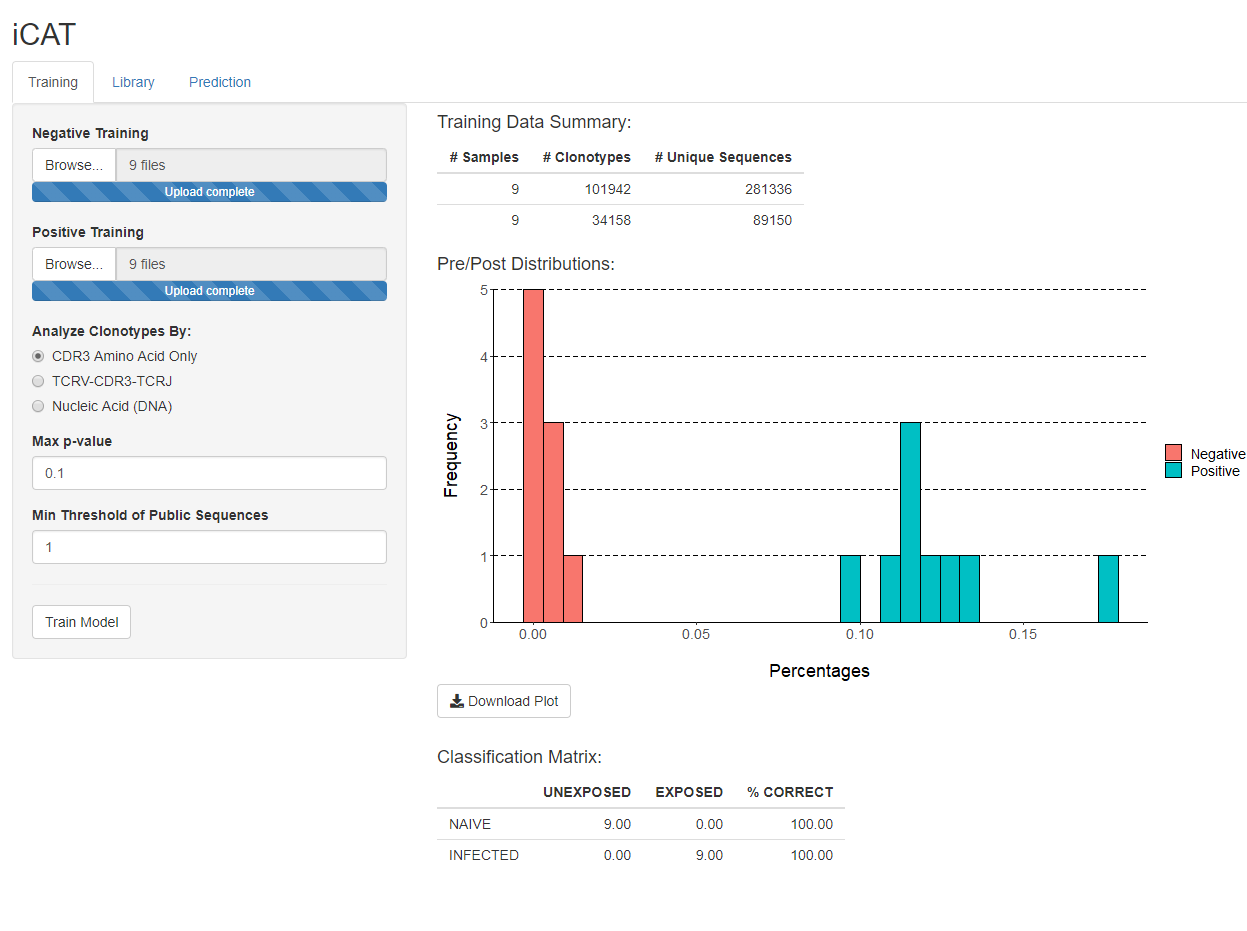 iCAT
Training Library Prediction
Negative Training
Browse... 9 files
Upload complete
Positive Training
Browse... 9 files
Upload complete
Analyze Clonotypes By:
CDR3 Amino Acid Only
TCRV-CDR3-TCRJ
Nucleic Acid (DNA)
Max p-value
0.1
Min Threshold of Public Sequences
1
Train Model
Training Data Summary:
# Samples # Clonotypes # Unique Sequences
9 101942 281336
9 34158 89150
Pre/Post Distributions:
5
4
3
2
1
0
Frequency
0.00 0.05 0.10 0.15
Percentages
Negative
Positive
Download Plot
Classification Matrix:
UNEXPOSED EXPOSED % CORRECT
NAIVE 9.00 0.00 100.00
INFECTED 0.00 9.00 100.00